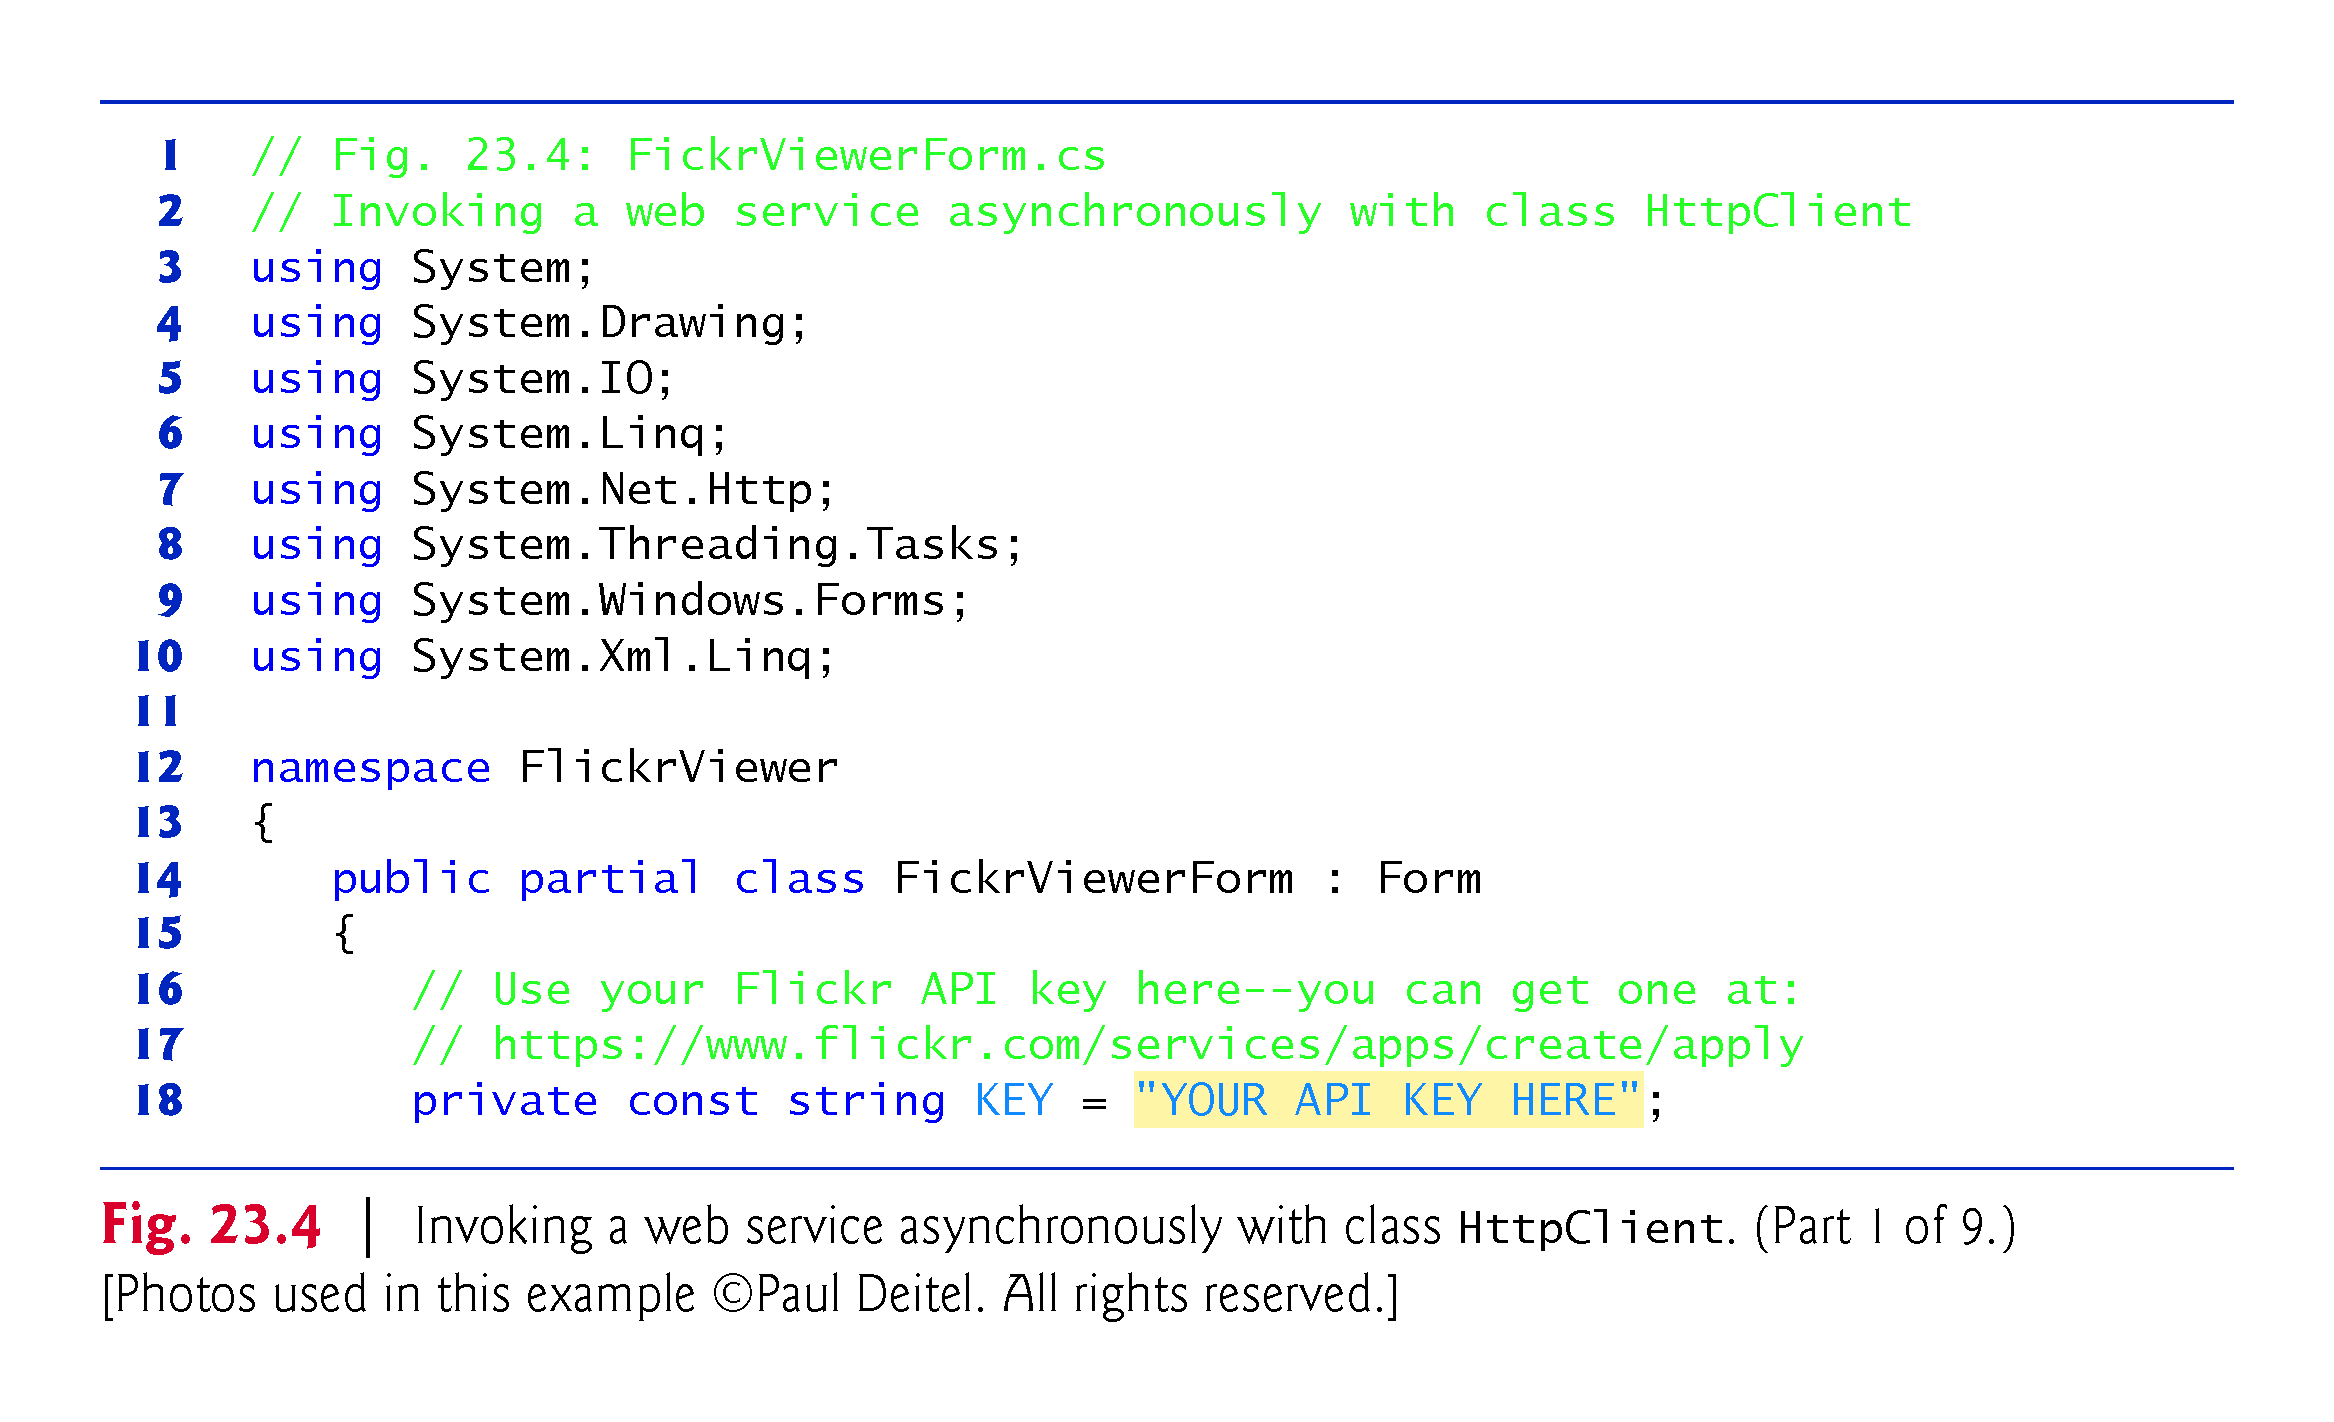 1 // Fig. 23.4: FickrViewerForm.cs
2 // Invoking a web service asynchronously with class HttpClient
3 using System;
4 using System.Drawing;
5 using System.IO;
6 using System.Linq;
7 using System.Net.Http;
8 using System.Threading.Tasks;
9 using System.Windows.Forms;
10 using System.Xml.Linq;
11
12 namespace FlickrViewer
13 {
14 public partial class FickrViewerForm : Form
15 {
16 // Use your Flickr API key here--you can get one at:
17 // https://www.flickr.com/services/apps/create/apply
18 private const string KEY = "YOUR API KEY HERE";
Fig. 23.4 | Invoking a web service asynchronously with class HttpClient. (Part 1 of 9.)
[Photos used in this example ©Paul Deitel. All rights reserved.]